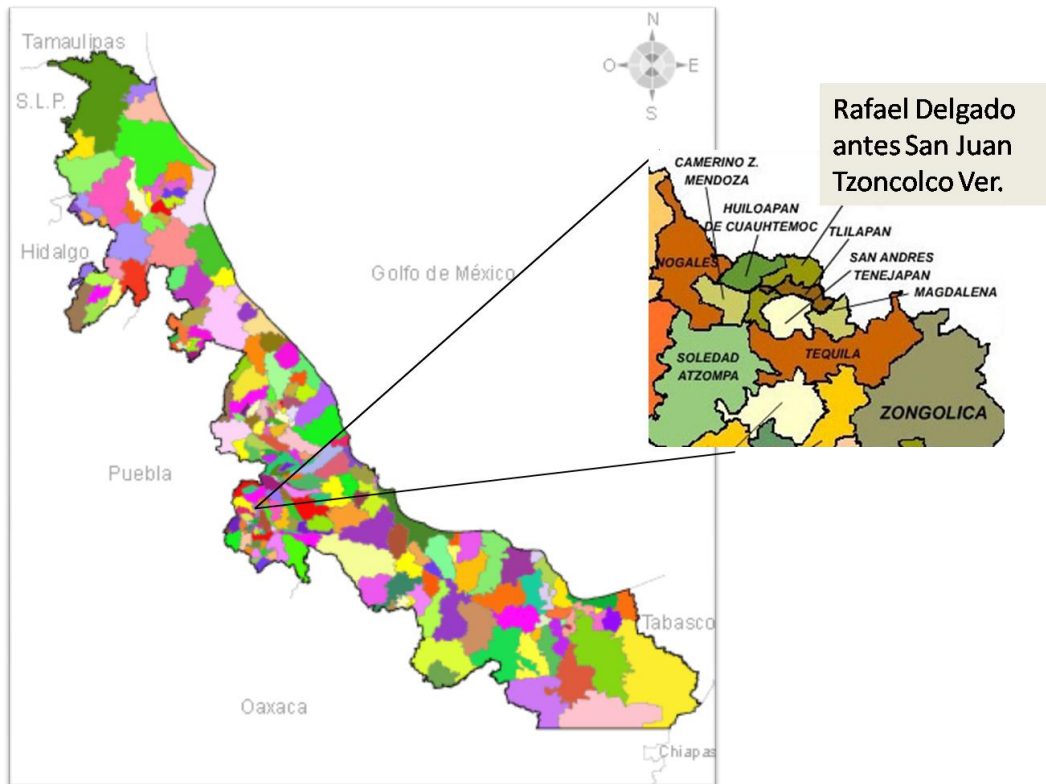 Tamaulipas
S.L.P.
Hidalgo
Golfo de México
Puebla
Oaxaca
Tabasco
Chiapas
N
O
E
S
Rafael Delgado
antes San Juan
Tzoncolco Ver.
CAMERINO Z.
MENDOZA
HUILOAPAN
DE CUAUHTEMOC
TLILAPAN
NOGALES
SAN ANDRES
TENEJAPAN
MAGDALENA
SOLEDAD
ATZOMPA
TEQUILA
ZONGOLICA